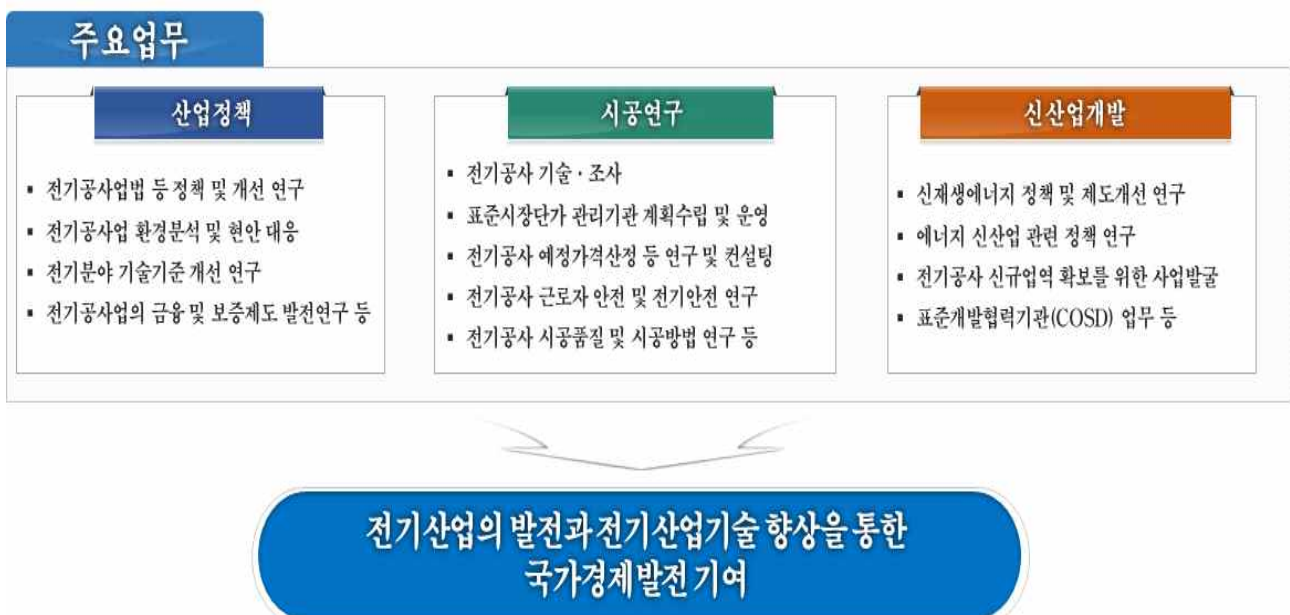 주요업무
산업정책
▪ 전기공사업법 등 정책 및 개선 연구
▪ 전기공사업 환경분석 및 현안 대응
▪ 전기분야 기술기준 개선 연구
▪ 전기공사업의 금융 및 보증제도 발전연구 등
시공연구
▪ 전기공사 기술·조사
▪ 표준시장단가 관리기관 계획수립 및 운영
▪ 전기공사 예정가격산정 등 연구 및 컨설팅
▪ 전기공사 근로자 안전 및 전기안전 연구
▪ 전기공사 시공품질 및 시공방법 연구 등
신산업개발
▪ 신재생에너지 정책 및 제도개선 연구
▪ 에너지 신산업 관련 정책 연구
▪ 전기공사 신규업역 확보를 위한 사업발굴
▪ 표준개발협력기관(COSD) 업무 등
전기산업의 발전과 전기산업기술 향상을 통한
국가경제발전 기여